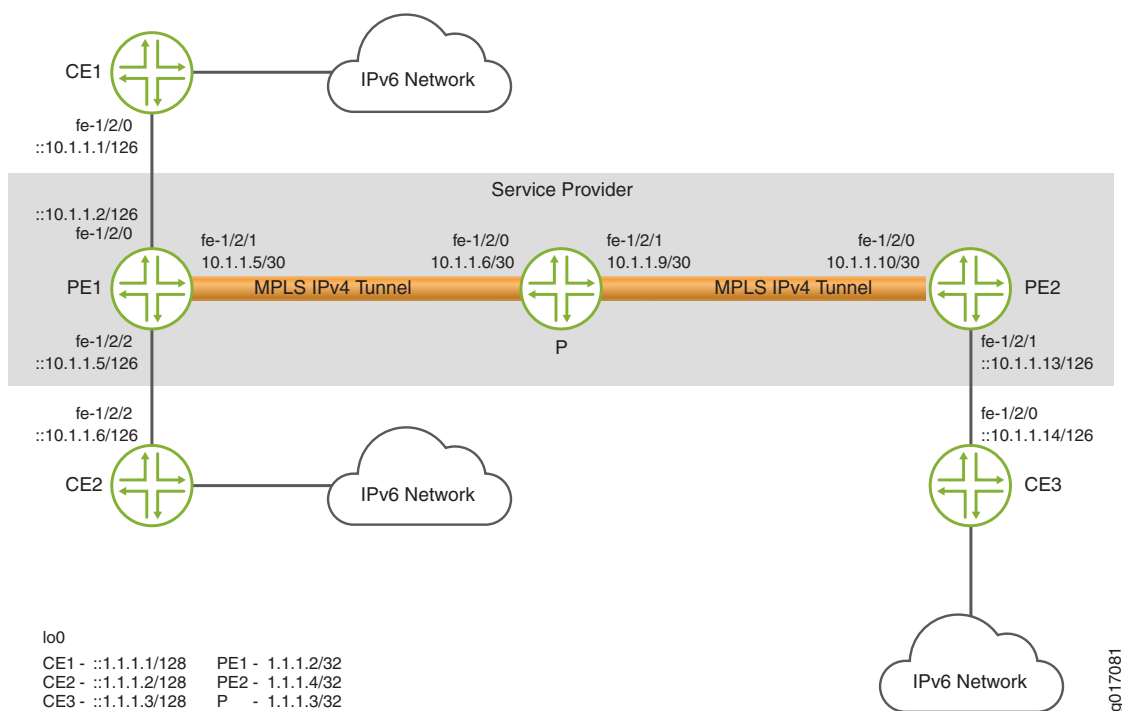 CE1
IPv6 Network
fe-1/2/0
::10.1.1.1/126
Service Provider
::10.1.1.2/126
fe-1/2/0
fe-1/2/1
10.1.1.5/30
fe-1/2/0
10.1.1.6/30
fe-1/2/1
10.1.1.9/30
fe-1/2/0
10.1.1.10/30
PE1
MPLS IPv4 Tunnel
MPLS IPv4 Tunnel
PE2
P
fe-1/2/2
::10.1.1.5/126
fe-1/2/1
::10.1.1.13/126
fe-1/2/2
::10.1.1.6/126
fe-1/2/0
::10.1.1.14/126
CE2
IPv6 Network
CE3
lo0
CE1 - ::1.1.1.1/128 PE1 - 1.1.1.2/32
CE2 - ::1.1.1.2/128 PE2 - 1.1.1.4/32
CE3 - ::1.1.1.3/128 P - 1.1.1.3/32
IPv6 Network
g017081